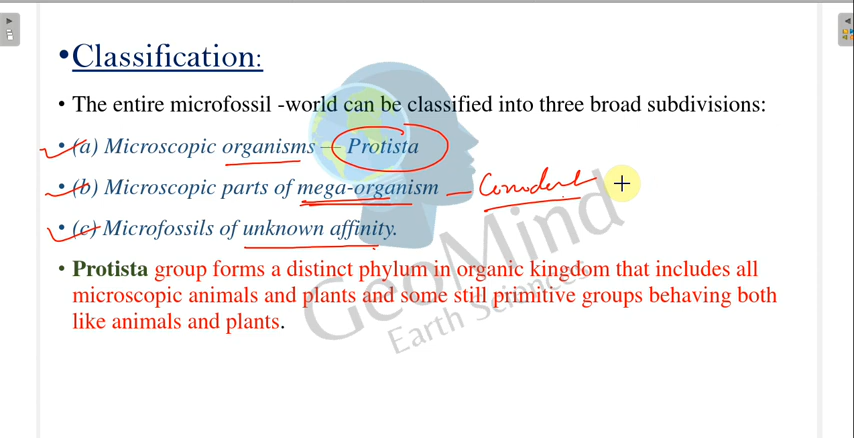 •Classification:
• The entire microfossil -world can be classified into three broad subdivisions:
• (a) Microscopic organisms – Protista
• (b) Microscopic parts of mega-organism –
• (c) Microfossils of unknown affinity.
• Protista group forms a distinct phylum in organic kingdom that includes all
microscopic animals and plants and some still primitive groups behaving both
like animals and plants.
GeoMind
Earth Sciences